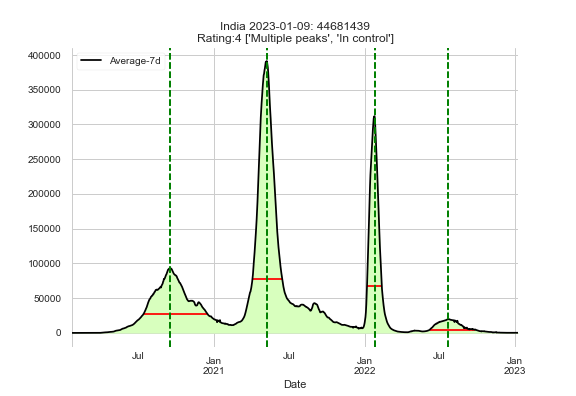 India 2023-01-09: 44681439
Rating:4 ['Multiple peaks', 'In control']
Average-7d
400000
350000
300000
250000
200000
150000
100000
50000
0
Jul
Jan
2021
Jul
Jan
2022
Jul
Jan
2023
Date